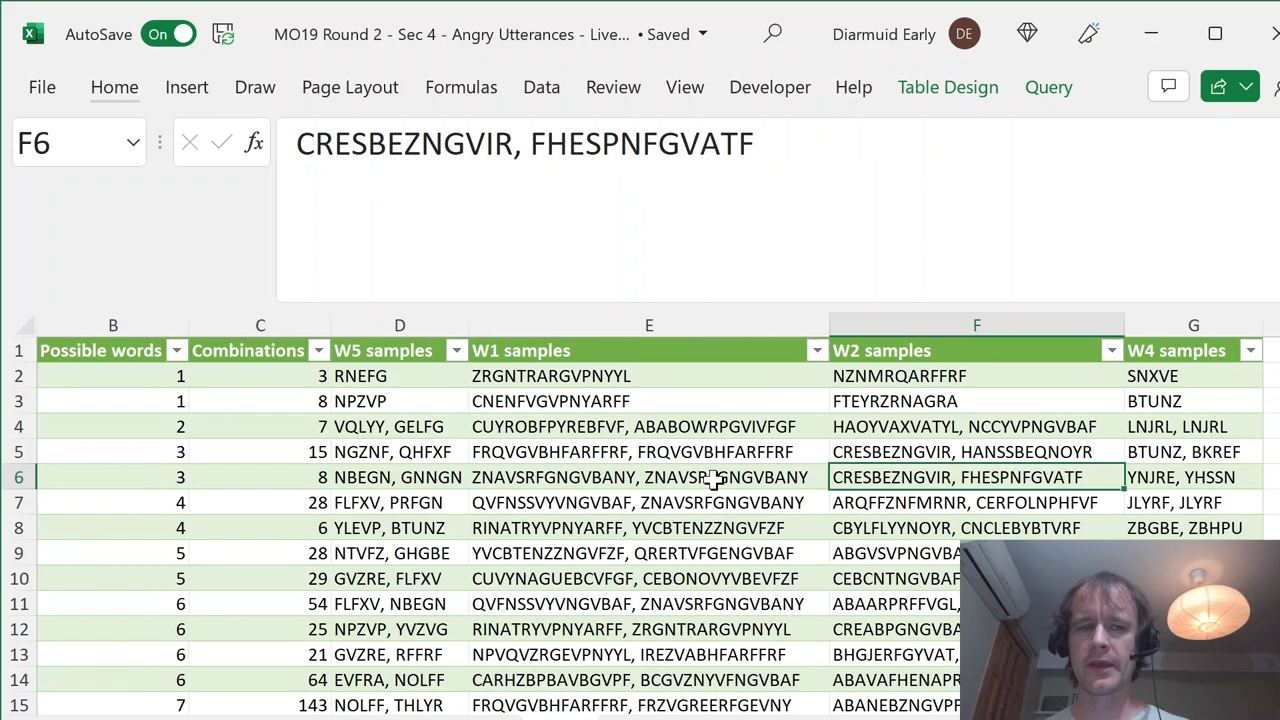 AutoSave On MO19 Round 2 - Sec 4 - Angry Utterances - Live... • Saved Diarmuid Early DE
File Home Insert Draw Page Layout Formulas Data Review View Developer Help Table Design Query
F6 fx CRESBEZNGVIR, FHESPNFGVATF
B C D E F G
1 Possible words Combinations W5 samples W1 samples W2 samples W4 samples
2 1 3 RNEFG ZRGNTRARGVPNYYL NZNMRQARFFRF SNXVE
3 1 8 NPZVP CNENFVGVPNYARFF FTEYRZRNAGRA BTUNZ
4 2 7 VQLYY, GELFG CUYROBFPYREBFVF, ABABOWRPGVIVFGF HAOYVAXVATYL, NCCYVPNGVBAF LNJRL, LNJRL
5 3 15 NGZNF, QHFXF FRQVGVBHFARFFRF, FRQVGVBHFARFFRF CRESBEZNGVIR, HANSSBEQNOYR BTUNZ, BKREF
6 3 8 NBEGN, GNNGN ZNAVSRFGNGVBANY, ZNAVSR GNGVBANY CRESBEZNGVIR, FHESPNFGVATF YNJRE, YHSSN
7 4 28 FLFXV, PRFGN QVFNSSVYVNGVBAF, ZNAVSRFGNGVBANY ARQFFZNFMRNR, CERFOLNPHFVF JLYRF, JLYRF
8 4 6 YLEVP, BTUNZ RINATRYVPNYARFF, YVCBTENZZNGVFZF CBYLFLYYNOYR, CNCLEBYBTVRF ZBGBE, ZBHPU
9 5 28 NTVFZ, GHGBE YVCBTENZZNGVFZF, QRERTVFGENGVBAF ABGVSVPNGVBA
10 5 29 GVZRE, FLFXV CUVYNAGUEBCVFGF, CEBONOVYVBEVFZF CEBCNTNGVBAF
11 6 54 FLFXV, NBEGN QVFNSSVYVNGVBAF, ZNAVSRFGNGVBANY ABAARPRFFVGL,
12 6 25 NPZVP, YVZVG RINATRYVPNYARFF, ZRGNTRARGVPNYYL CREABPGNGVBA
13 6 21 GVZRE, RFFRF NPVQVZRGEVPNYYL, IREZVABHFARFFRF BHGJERFGYVAT,
14 6 64 EVFRA, NOLFF CARHZBPBAVBGVPF, BCGVZNYVFNGVBAF ABAVAFHENAPR
15 7 143 NOLFF, THLYR FRQVGVBHFARFFRF, FRZVGREERFGEVNY ABANEBZNGVPF